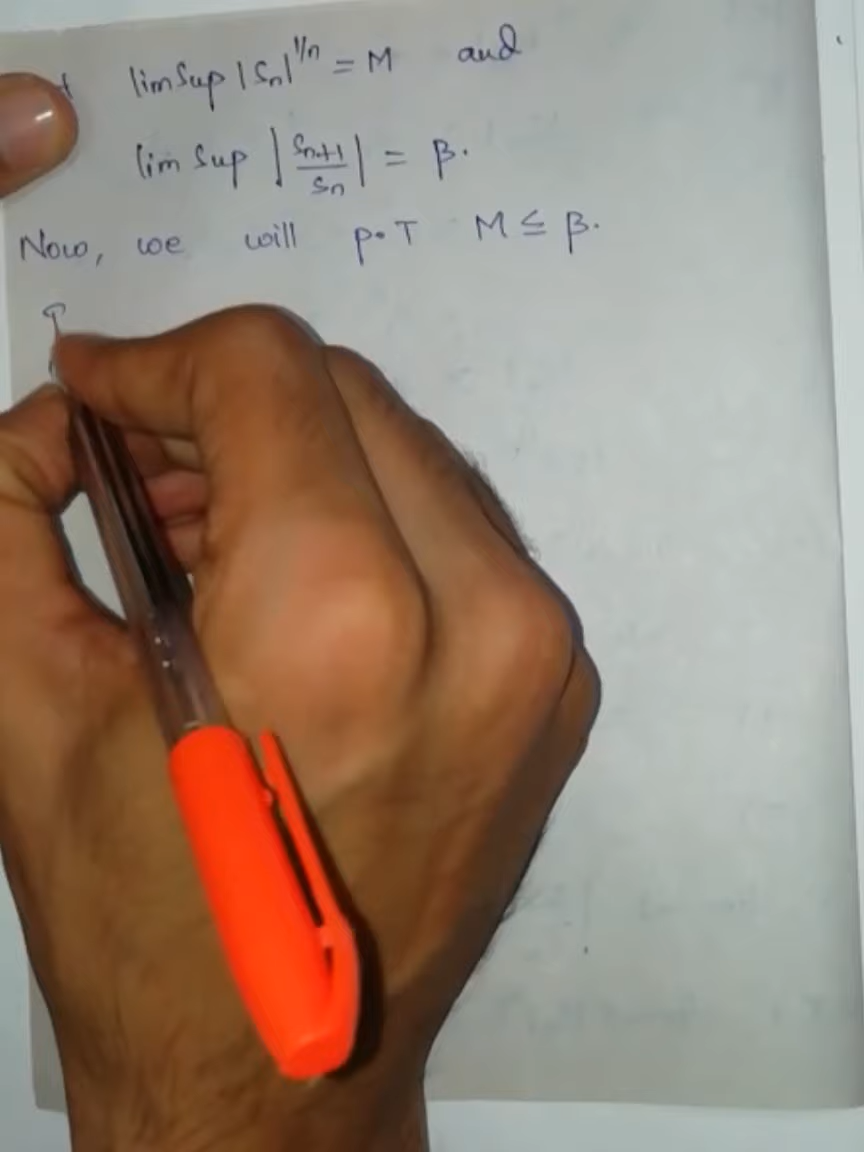 lim Sup |Sn|^1/n = M and
lim Sup |Sn+1/Sn| = β.
Now, we will P.T M ≤ β.